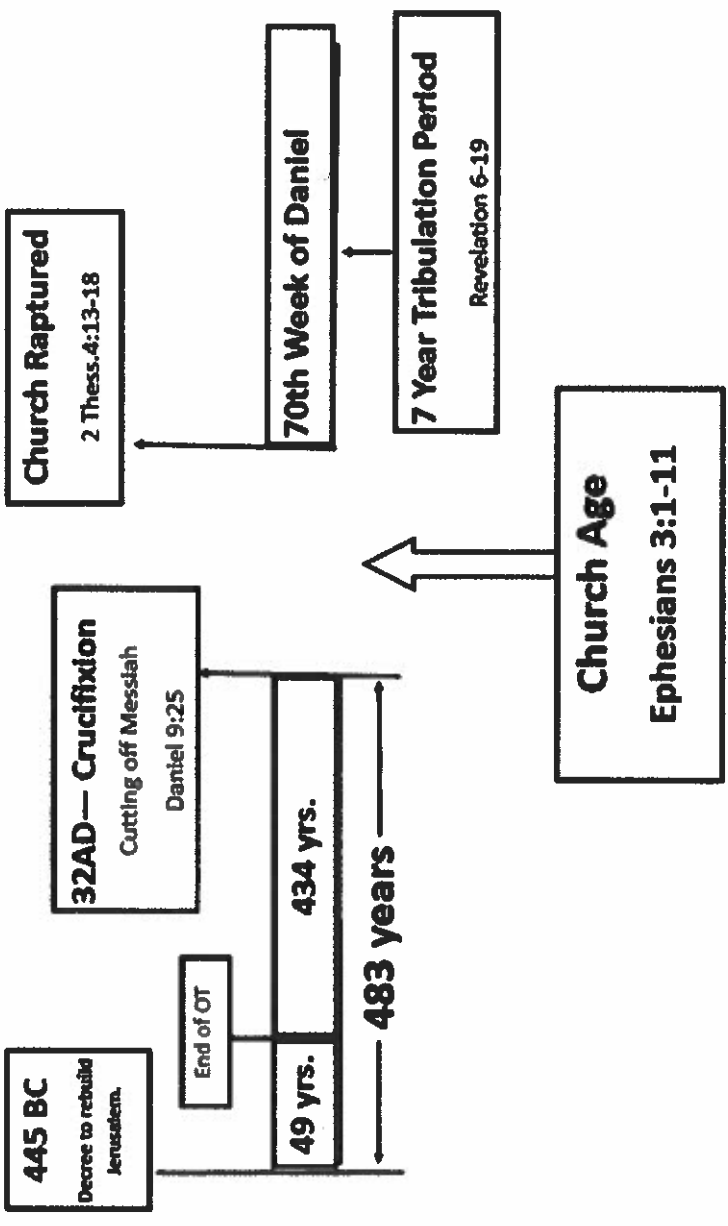 445 BC
Decree to rebuild
Jerusalem.
End of OT
32AD— Crucifixion
Cutting off Messiah
Daniel 9:25
Church Raptured
2 Thess.4:13-18
49 yrs.
434 yrs.
70th Week of Daniel
483 years
7 Year Tribulation Period
Revelation 6-19
Church Age
Ephesians 3:1-11